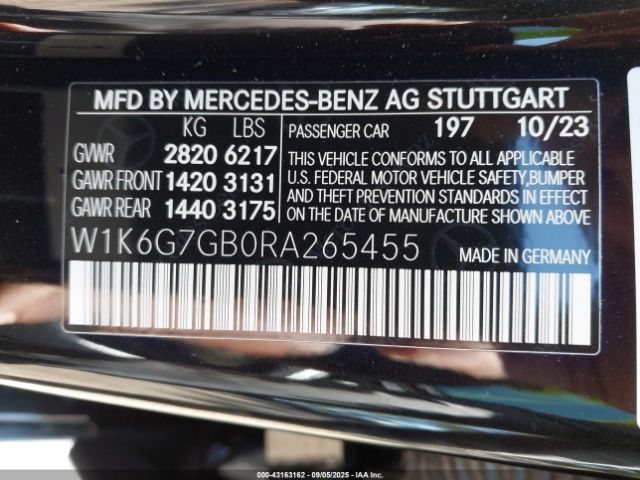 MFD BY MERCEDES-BENZ AG STUTTGART
KG LBS PASSENGER CAR 197 10/23
GVWR 2820 6217
GAWR FRONT 1420 3131
GAWR REAR 1440 3175
THIS VEHICLE CONFORMS TO ALL APPLICABLE
U.S. FEDERAL MOTOR VEHICLE SAFETY,BUMPER
AND THEFT PREVENTION STANDARDS IN EFFECT
ON THE DATE OF MANUFACTURE SHOWN ABOVE.
W1K6G7GB0RA265455 MADE IN GERMANY
000-43163162 - 09/05/2025 - IAA Inc.